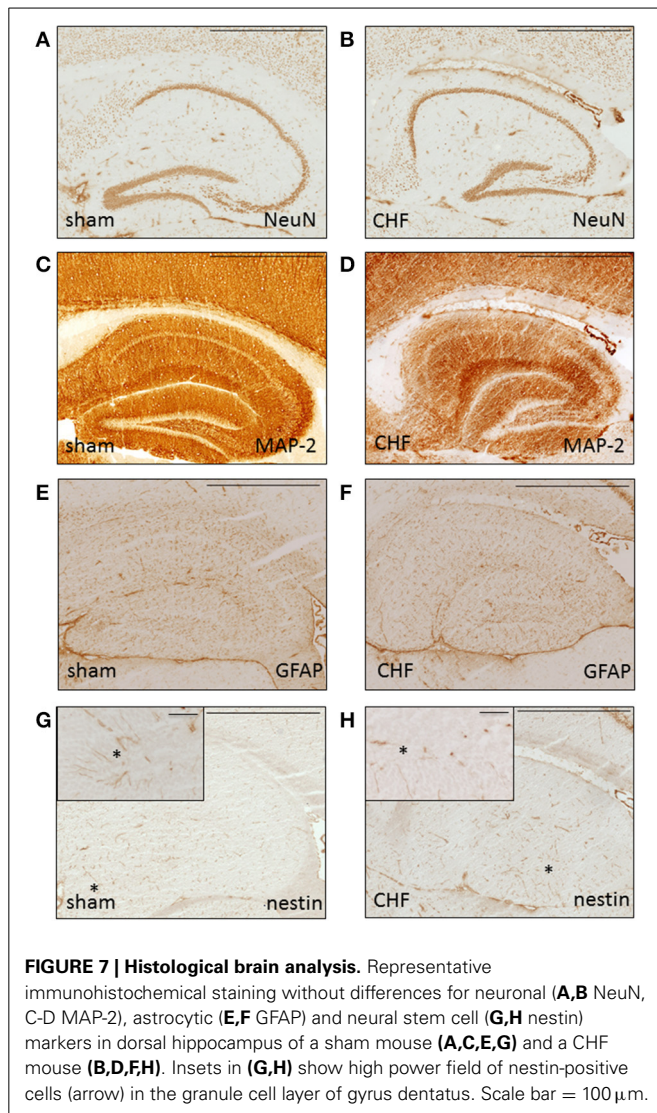 A
B
sham NeuN
CHF NeuN
C
D
sham MAP-2
CHF MAP-2
E
F
sham GFAP
CHF GFAP
G
H
*
*
*
*
sham nestin
CHF nestin
FIGURE 7 | Histological brain analysis. Representative
immunohistochemical staining without differences for neuronal (A,B NeuN,
C-D MAP-2), astrocytic (E,F GFAP) and neural stem cell (G,H nestin)
markers in dorsal hippocampus of a sham mouse (A,C,E,G) and a CHF
mouse (B,D,F,H). Insets in (G,H) show high power field of nestin-positive
cells (arrow) in the granule cell layer of gyrus dentatus. Scale bar = 100 μm.